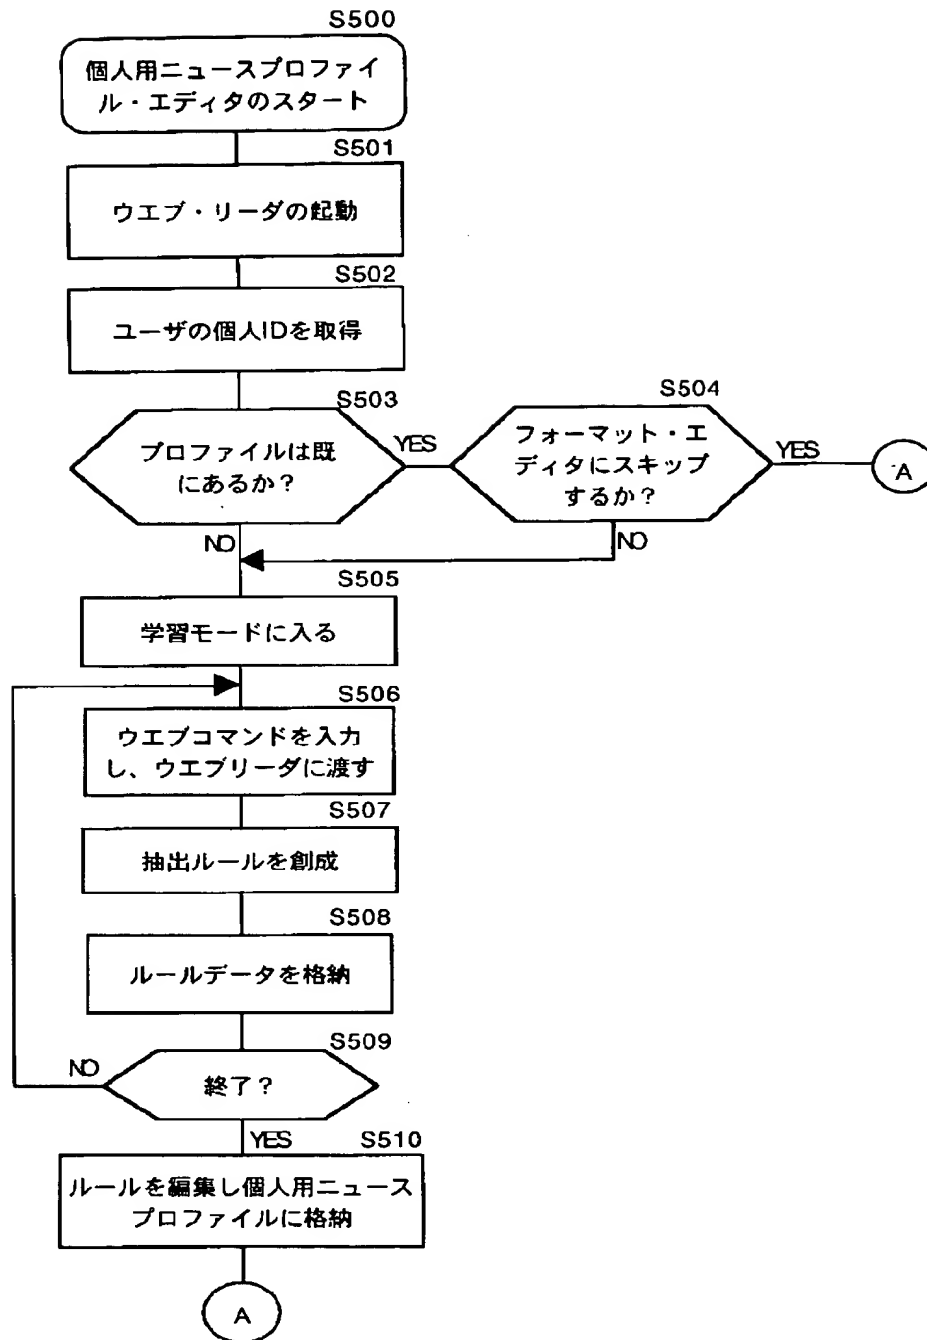 S500
個人用ニュースプロファイ
ル・エディタのスタート
S501
ウエブ・リーダの起動
S502
ユーザの個人IDを取得
S503
プロファイルは既
にあるか？
YES
NO
S504
フォーマット・エ
ディタにスキップ
するか？
YES
A
NO
S505
学習モードに入る
S506
ウエブコマンドを入力
し、ウエブリーダに渡す
S507
抽出ルールを創成
S508
ルールデータを格納
S509
終了？
NO
YES
S510
ルールを編集し個人用ニュース
プロファイルに格納
A